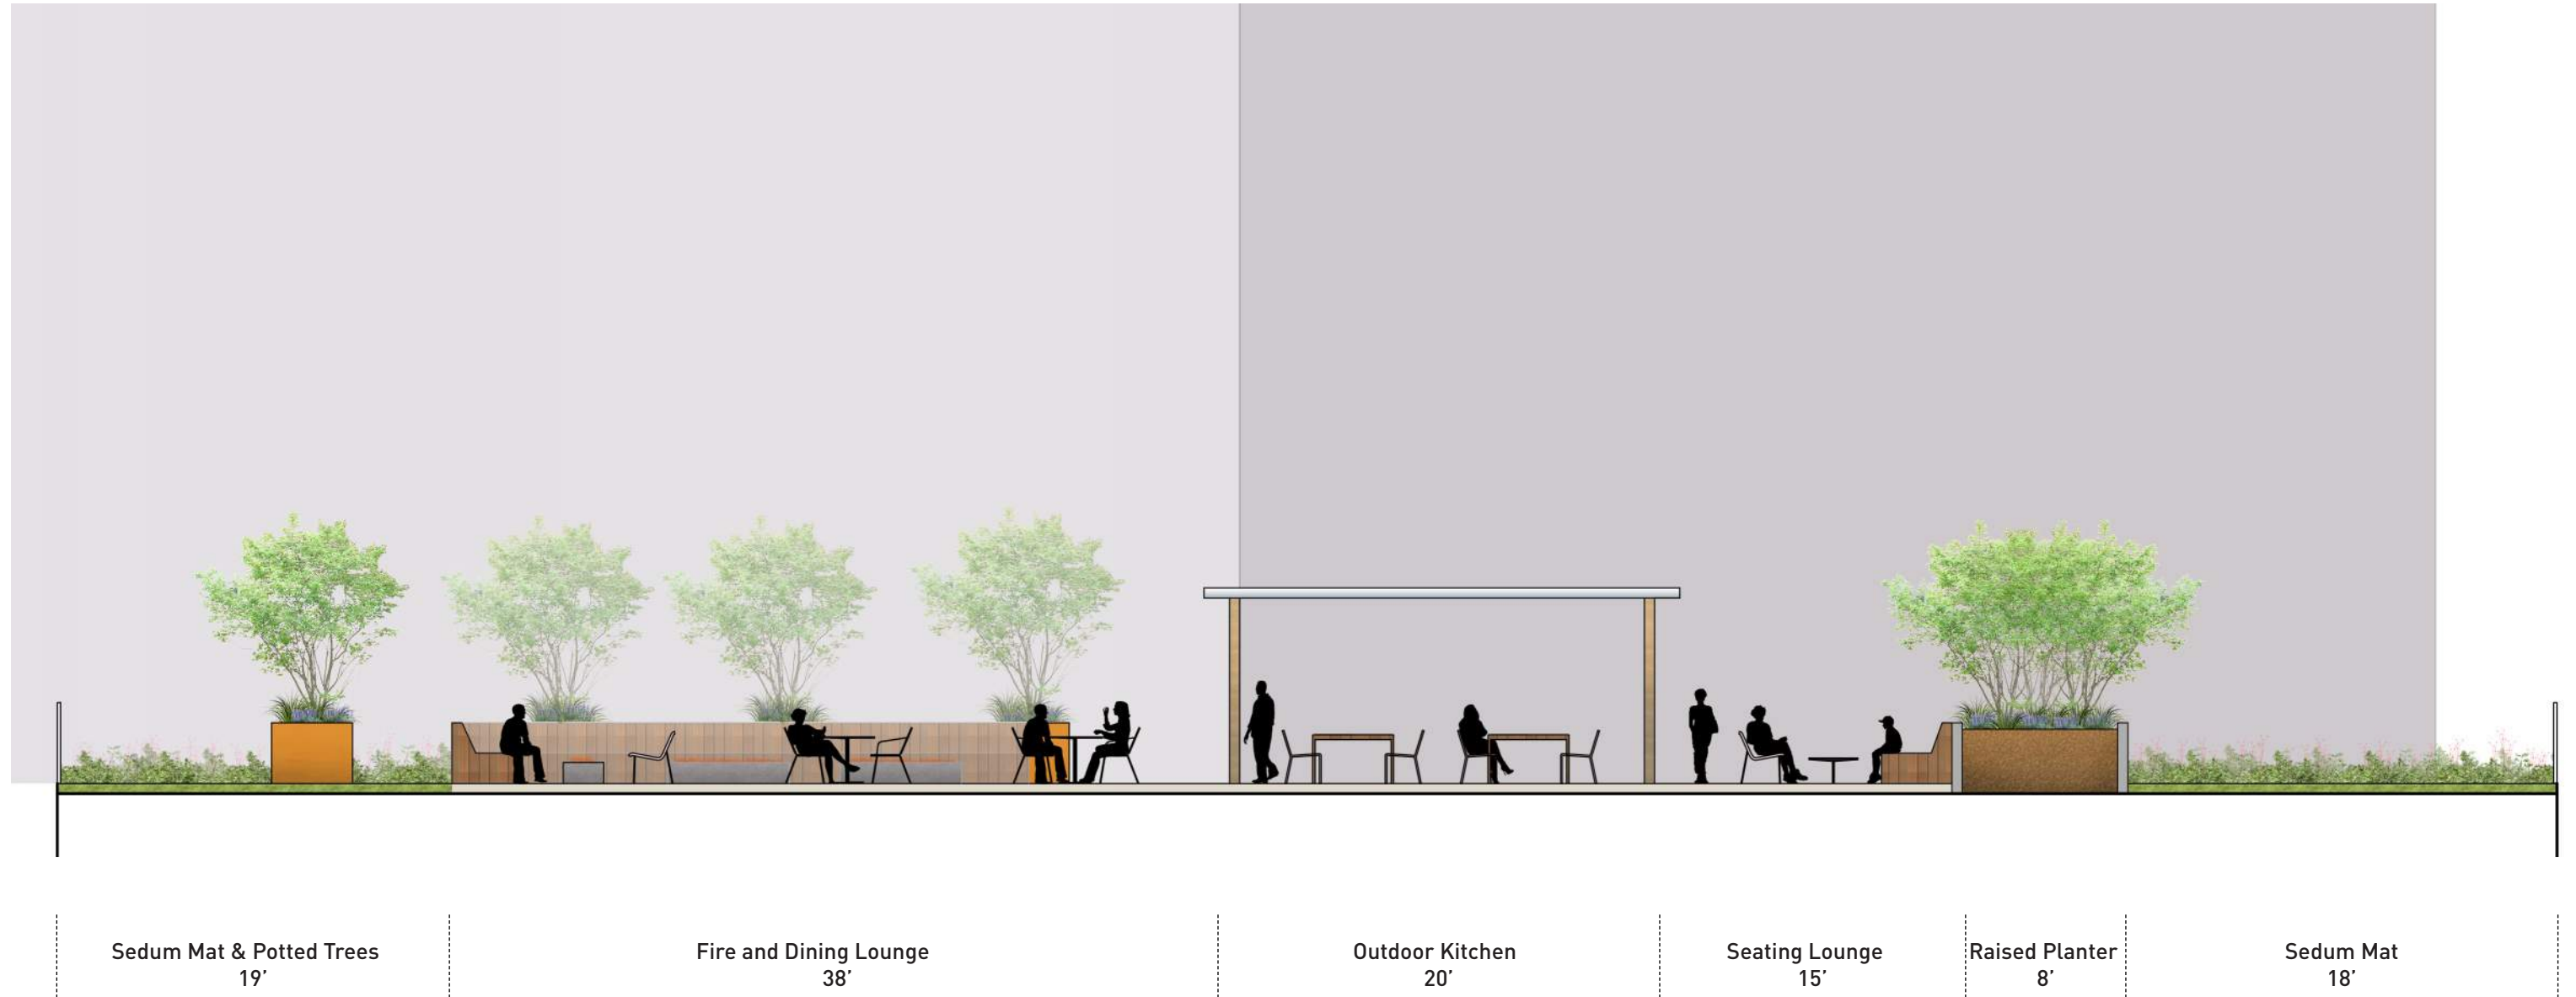 Sedum Mat & Potted Trees
19’
Fire and Dining Lounge
38’
Outdoor Kitchen
20’
Seating Lounge
15’
Raised Planter
8’
Sedum Mat
18’